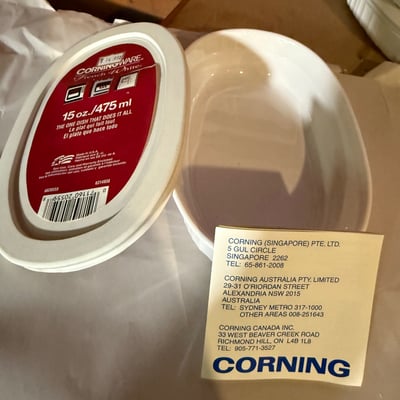 CORNINGWARE
French White
15 oz./475 ml
THE ONE DISH THAT DOES IT ALL
Le plat qui fait tout
El plato que hace todo
CORNING (SINGAPORE) PTE. LTD.
5 GUL CIRCLE
SINGAPORE 2262
TEL: 65-861-2008
CORNING AUSTRALIA PTY. LIMITED
29-31 O'RIORDAN STREET
ALEXANDRIA NSW 2015
AUSTRALIA
TEL: SYDNEY METRO 317-1000
OTHER AREAS 008-251643
CORNING CANADA INC.
33 WEST BEAVER CREEK ROAD
RICHMOND HILL, ON L4B 1L8
TEL: 905-771-3527
CORNING